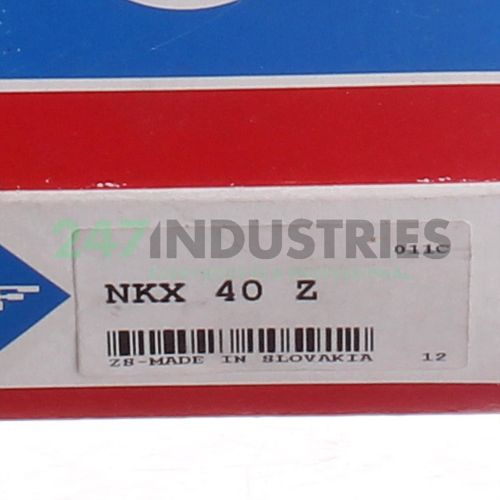 247INDUSTRIES
011C
NKX 40 Z
ZS-MADE IN SLOVAKIA 12